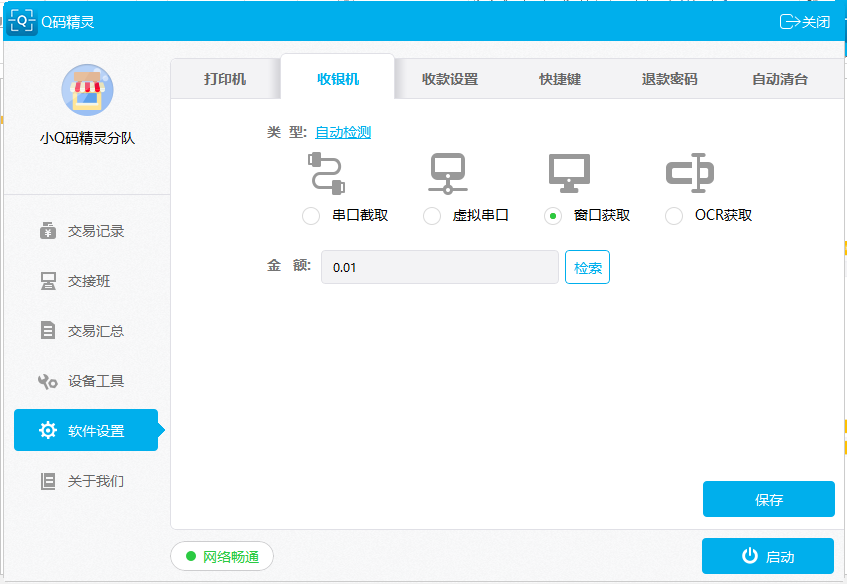 Q码精灵
关闭
小Q码精灵分队
交易记录
交接班
交易汇总
设备工具
软件设置
关于我们
打印机 收银机 收款设置 快捷键 退款密码 自动清台
类 型: 自动检测
串口截取 虚拟串口 窗口获取 OCR获取
金 额: 0.01 检索
保存
网络畅通
启动